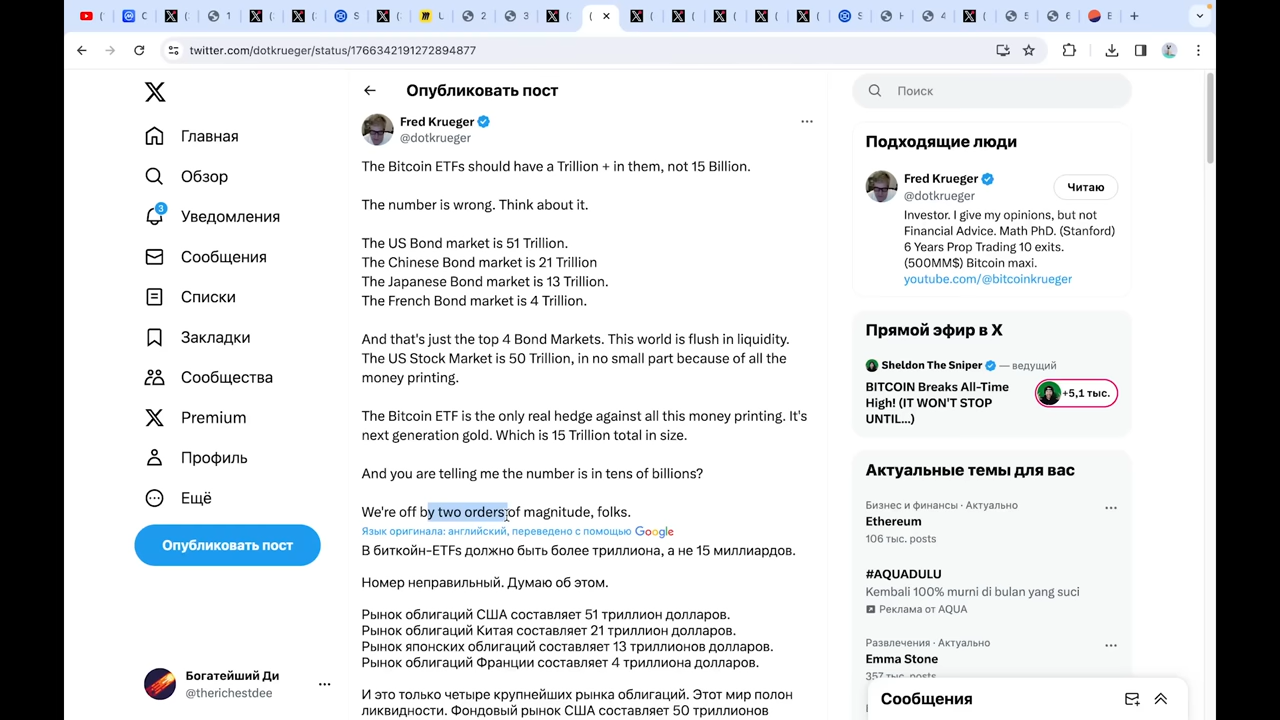 C
1
S
U
2
3
(
H
4
5
6
E
twitter.com/dotkrueger/status/1766342191272894877
Главная
Обзор
3
Уведомления
Сообщения
Списки
Закладки
Сообщества
Premium
Профиль
Ещё
Опубликовать пост
Богатейший Ди
@therichestdee
Опубликовать пост
Fred Krueger
@dotkrueger
The Bitcoin ETFs should have a Trillion + in them, not 15 Billion.
The number is wrong. Think about it.
The US Bond market is 51 Trillion.
The Chinese Bond market is 21 Trillion
The Japanese Bond market is 13 Trillion.
The French Bond market is 4 Trillion.
And that's just the top 4 Bond Markets. This world is flush in liquidity.
The US Stock Market is 50 Trillion, in no small part because of all the
money printing.
The Bitcoin ETF is the only real hedge against all this money printing. It's
next generation gold. Which is 15 Trillion total in size.
And you are telling me the number is in tens of billions?
We're off by two orders of magnitude, folks.
Язык оригинала: английский, переведено с помощью Google
В биткойн-ETFs должно быть более триллиона, а не 15 миллиардов.
Номер неправильный. Думаю об этом.
Рынок облигаций США составляет 51 триллион долларов.
Рынок облигаций Китая составляет 21 триллион долларов.
Рынок японских облигаций составляет 13 триллионов долларов.
Рынок облигаций Франции составляет 4 триллиона долларов.
И это только четыре крупнейших рынка облигаций. Этот мир полон
ликвидности. Фондовый рынок США составляет 50 триллионов
Поиск
Подходящие люди
Fred Krueger
@dotkrueger
Читаю
Investor. I give my opinions, but not
Financial Advice. Math PhD. (Stanford)
6 Years Prop Trading 10 exits.
(500MM$) Bitcoin maxi.
youtube.com/@bitcoinkrueger
Прямой эфир в X
Sheldon The Sniper — ведущий
BITCOIN Breaks All-Time
High! (IT WON'T STOP
UNTIL...)
+5,1 тыс.
Актуальные темы для вас
Бизнес и финансы · Актуально
Ethereum
106 тыс. posts
#AQUADULU
Kembali 100% murni di bulan yang suci
Реклама от AQUA
Развлечения · Актуально
Emma Stone
357 тыс. posts
Сообщения